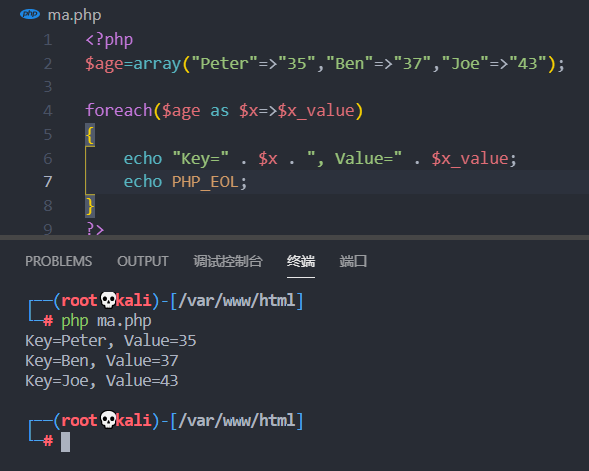 php ma.php
1 <?php
2 $age=array("Peter"=>"35","Ben"=>"37","Joe"=>"43");
3
4 foreach($age as $x=>$x_value)
5 {
6     echo "Key=" . $x . ", Value=" . $x_value;
7     echo PHP_EOL;
8 }
9 ?>
PROBLEMS OUTPUT 调试控制台 终端 端口
┌──(root💀kali)-[/var/www/html]
└─# php ma.php
Key=Peter, Value=35
Key=Ben, Value=37
Key=Joe, Value=43
┌──(root💀kali)-[/var/www/html]
└─#